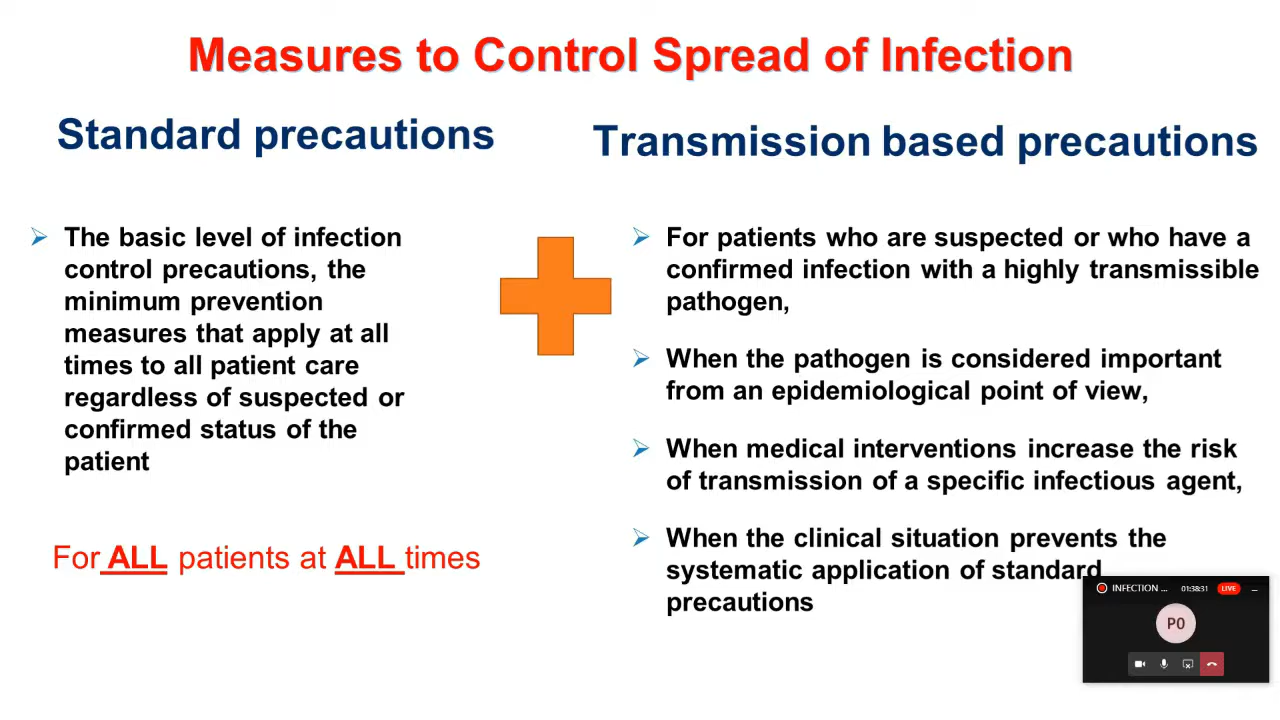 Measures to Control Spread of Infection
Standard precautions
The basic level of infection
control precautions, the
minimum prevention
measures that apply at all
times to all patient care
regardless of suspected or
confirmed status of the
patient
For ALL patients at ALL times
Transmission based precautions
For patients who are suspected or who have a
confirmed infection with a highly transmissible
pathogen,
When the pathogen is considered important
from an epidemiological point of view,
When medical interventions increase the risk
of transmission of a specific infectious agent,
When the clinical situation prevents the
systematic application of standard
precautions
INFECTION ... 01:38:31 LIVE
PO